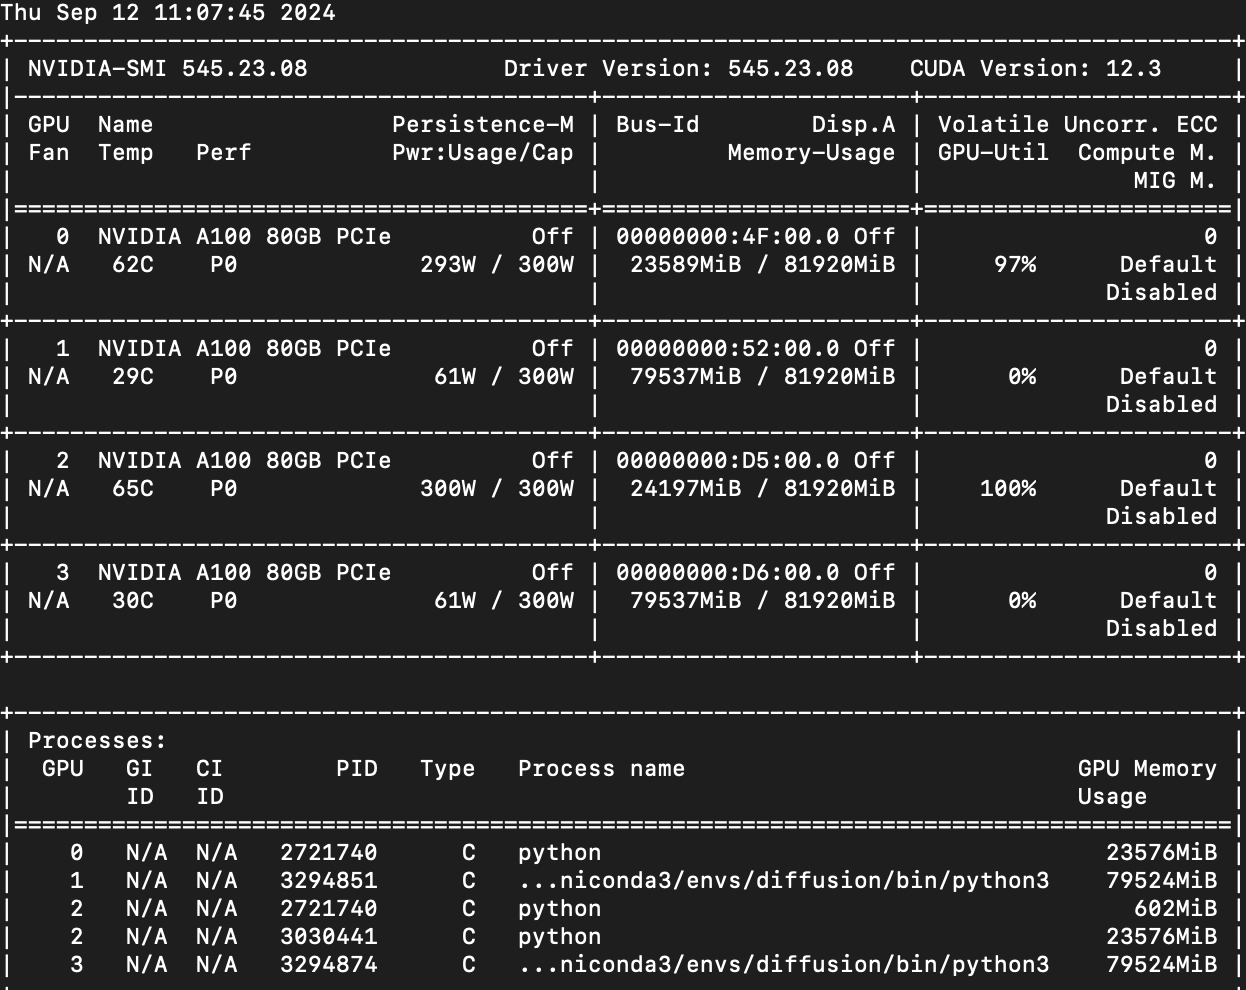 Thu Sep 12 11:07:45 2024
+---------------------------------------------------------------------------------------+
| NVIDIA-SMI 545.23.08              Driver Version: 545.23.08    CUDA Version: 12.3     |
|-----------------------------------------+----------------------+----------------------+
| GPU  Name                 Persistence-M | Bus-Id        Disp.A | Volatile Uncorr. ECC |
| Fan  Temp   Perf          Pwr:Usage/Cap |         Memory-Usage | GPU-Util  Compute M. |
|                                         |                      |               MIG M. |
|=========================================+======================+======================|
|   0  NVIDIA A100 80GB PCIe          Off | 00000000:4F:00.0 Off |                    0 |
| N/A   62C    P0             293W / 300W |  23589MiB / 81920MiB |     97%      Default |
|                                         |                      |             Disabled |
+-----------------------------------------+----------------------+----------------------+
|   1  NVIDIA A100 80GB PCIe          Off | 00000000:52:00.0 Off |                    0 |
| N/A   29C    P0              61W / 300W |  79537MiB / 81920MiB |      0%      Default |
|                                         |                      |             Disabled |
+-----------------------------------------+----------------------+----------------------+
|   2  NVIDIA A100 80GB PCIe          Off | 00000000:D5:00.0 Off |                    0 |
| N/A   65C    P0             300W / 300W |  24197MiB / 81920MiB |    100%      Default |
|                                         |                      |             Disabled |
+-----------------------------------------+----------------------+----------------------+
|   3  NVIDIA A100 80GB PCIe          Off | 00000000:D6:00.0 Off |                    0 |
| N/A   30C    P0              61W / 300W |  79537MiB / 81920MiB |      0%      Default |
|                                         |                      |             Disabled |
+-----------------------------------------+----------------------+----------------------+

+---------------------------------------------------------------------------------------+
| Processes:                                                                            |
|  GPU   GI   CI        PID   Type   Process name                            GPU Memory |
|        ID   ID                                                             Usage      |
|=======================================================================================|
|    0   N/A  N/A   2721740      C   python                                    23576MiB |
|    1   N/A  N/A   3294851      C   ...niconda3/envs/diffusion/bin/python3    79524MiB |
|    2   N/A  N/A   2721740      C   python                                      602MiB |
|    2   N/A  N/A   3030441      C   python                                    23576MiB |
|    3   N/A  N/A   3294874      C   ...niconda3/envs/diffusion/bin/python3    79524MiB |